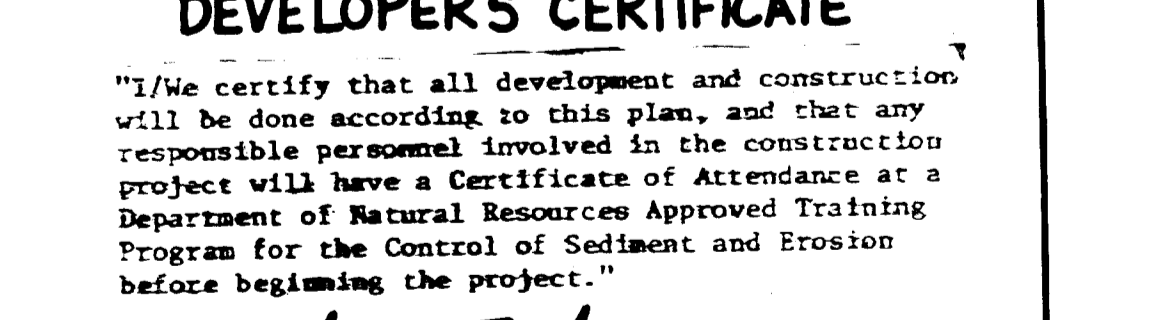 DEVELOPERS CERTIFICATE
"I/We certify that all development and construction
will be done according to this plan, and that any
responsible personnel involved in the construction
project will have a Certificate of Attendance at a
Department of Natural Resources Approved Training
Program for the Control of Sediment and Erosion
before beginning the project."